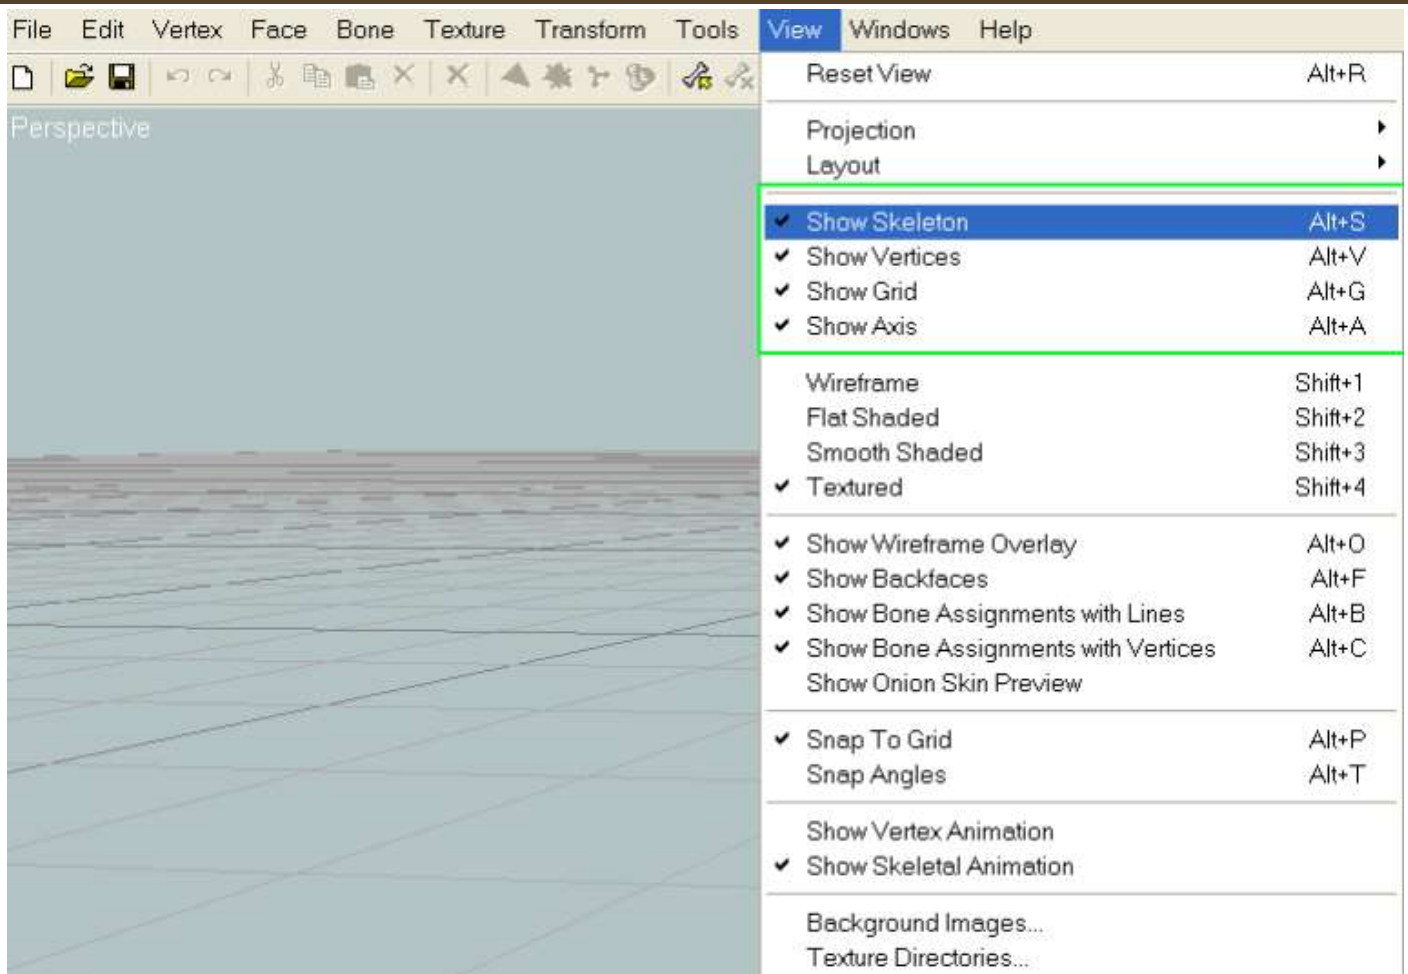 File Edit Vertex Face Bone Texture Transform Tools View Windows Help
Perspective
Reset View Alt+R
Projection
Layout
Show Skeleton Alt+S
Show Vertices Alt+V
Show Grid Alt+G
Show Axis Alt+A
Wireframe Shift+1
Flat Shaded Shift+2
Smooth Shaded Shift+3
Textured Shift+4
Show Wireframe Overlay Alt+O
Show Backfaces Alt+F
Show Bone Assignments with Lines Alt+B
Show Bone Assignments with Vertices Alt+C
Show Onion Skin Preview
Snap To Grid Alt+P
Snap Angles Alt+T
Show Vertex Animation
Show Skeletal Animation
Background Images...
Texture Directories...